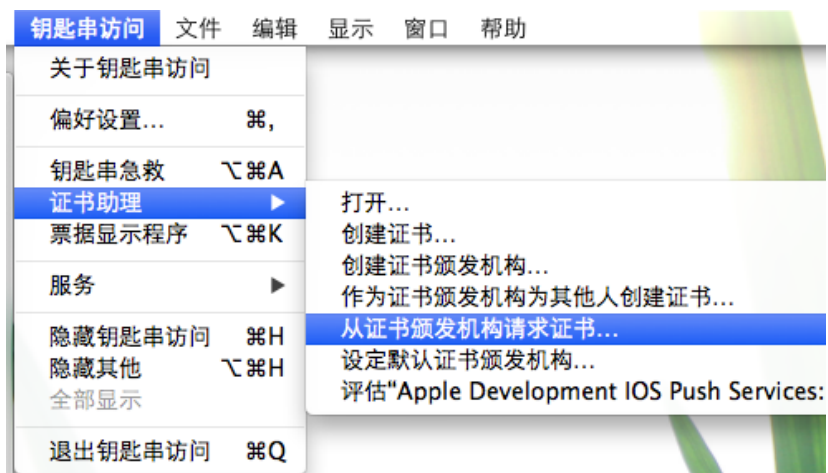 钥匙串访问 文件 编辑 显示 窗口 帮助
关于钥匙串访问
偏好设置... ⌘,
钥匙串急救 ⌥⌘A
证书助理 ▶
票据显示程序 ⌥⌘K
服务 ▶
隐藏钥匙串访问 ⌘H
隐藏其他 ⌥⌘H
全部显示
退出钥匙串访问 ⌘Q
打开...
创建证书...
创建证书颁发机构...
作为证书颁发机构为其他人创建证书...
从证书颁发机构请求证书...
设定默认证书颁发机构...
评估"Apple Development IOS Push Services: